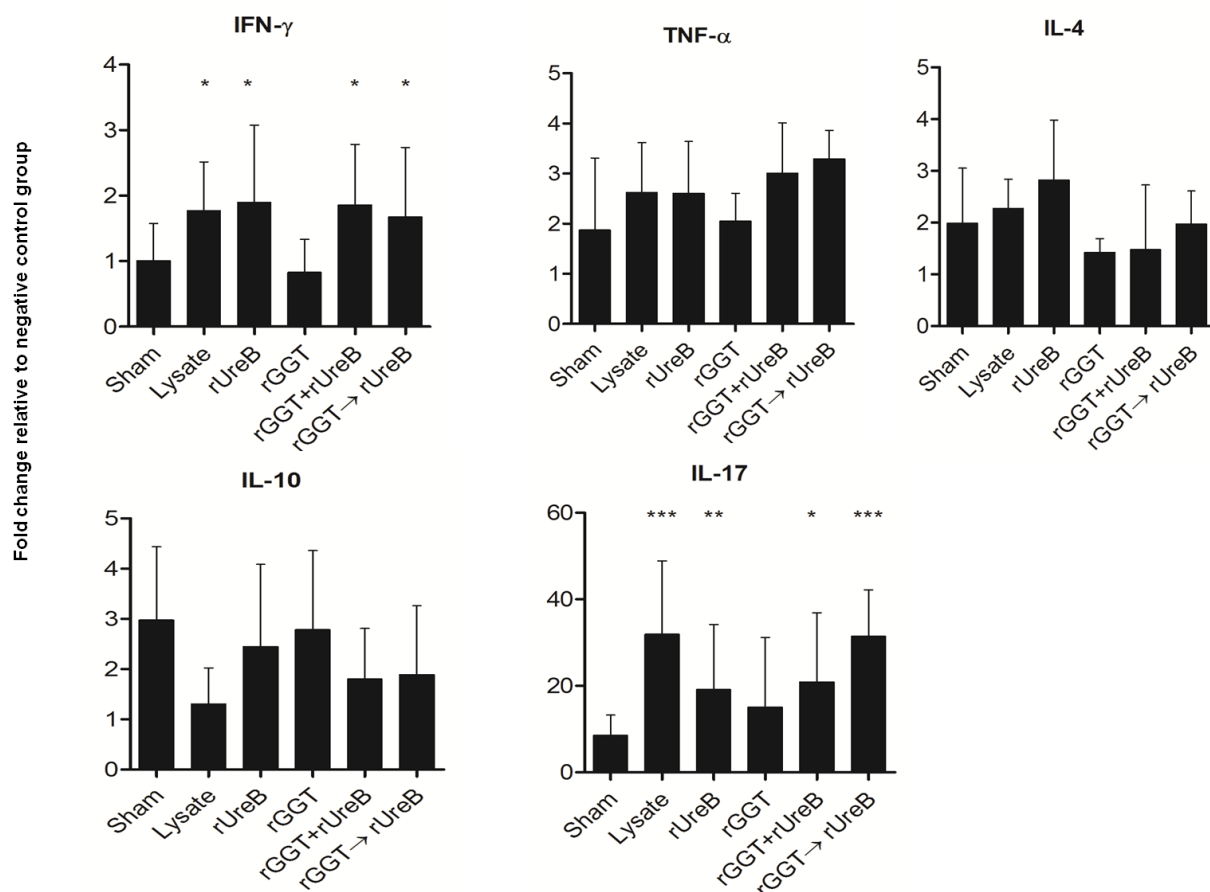 Fold change relative to negative control group
IFN-γ
4
3
2
1
0
* * * *
Sham
Lysate
rUreB
rGGT
rGGT+rUreB
rGGT→ rUreB
TNF-α
5
4
3
2
1
0
Sham
Lysate
rUreB
rGGT
rGGT+rUreB
rGGT→ rUreB
IL-4
5
4
3
2
1
0
Sham
Lysate
rUreB
rGGT
rGGT+rUreB
rGGT→ rUreB
IL-10
5
4
3
2
1
0
Sham
Lysate
rUreB
rGGT
rGGT+rUreB
rGGT→ rUreB
IL-17
60
40
20
0
*** ** * ***
Sham
Lysate
rUreB
rGGT
rGGT+rUreB
rGGT→ rUreB